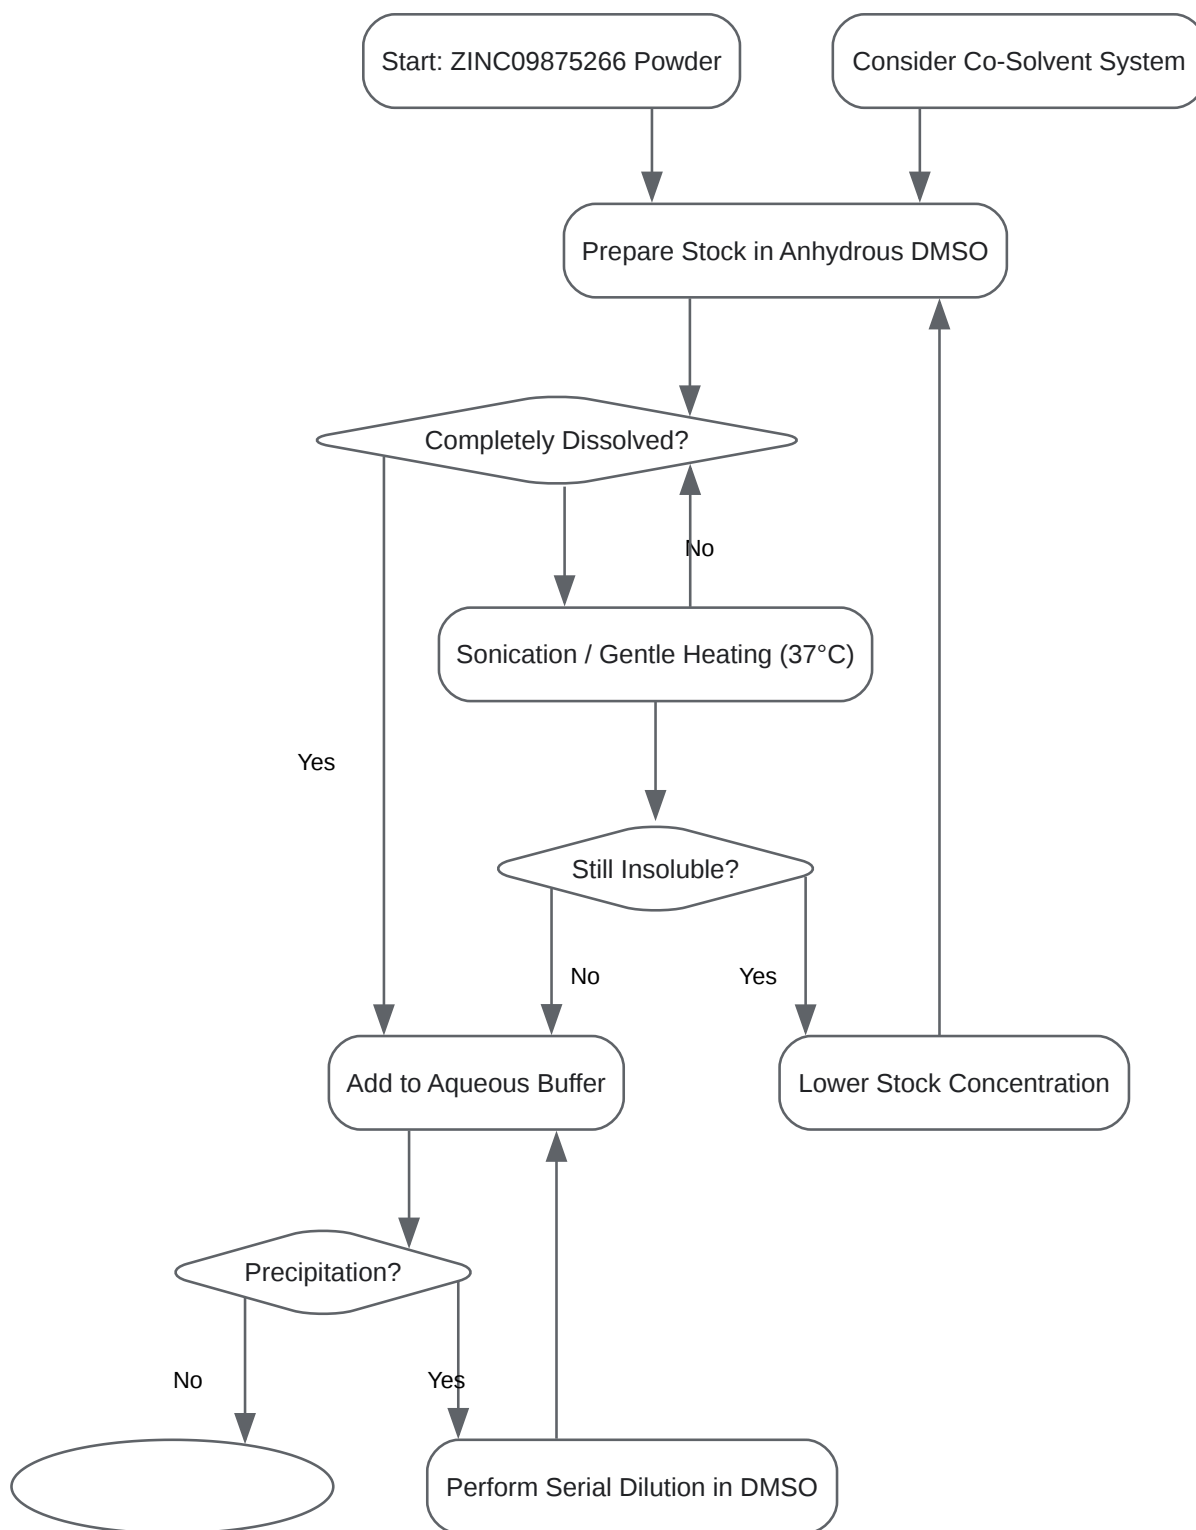 Start: ZINC09875266 Powder
Consider Co-Solvent System
Prepare Stock in Anhydrous DMSO
Completely Dissolved?
No
Sonication / Gentle Heating (37°C)
Yes
Still Insoluble?
No
Yes
Add to Aqueous Buffer
Lower Stock Concentration
Precipitation?
No
Yes
Perform Serial Dilution in DMSO